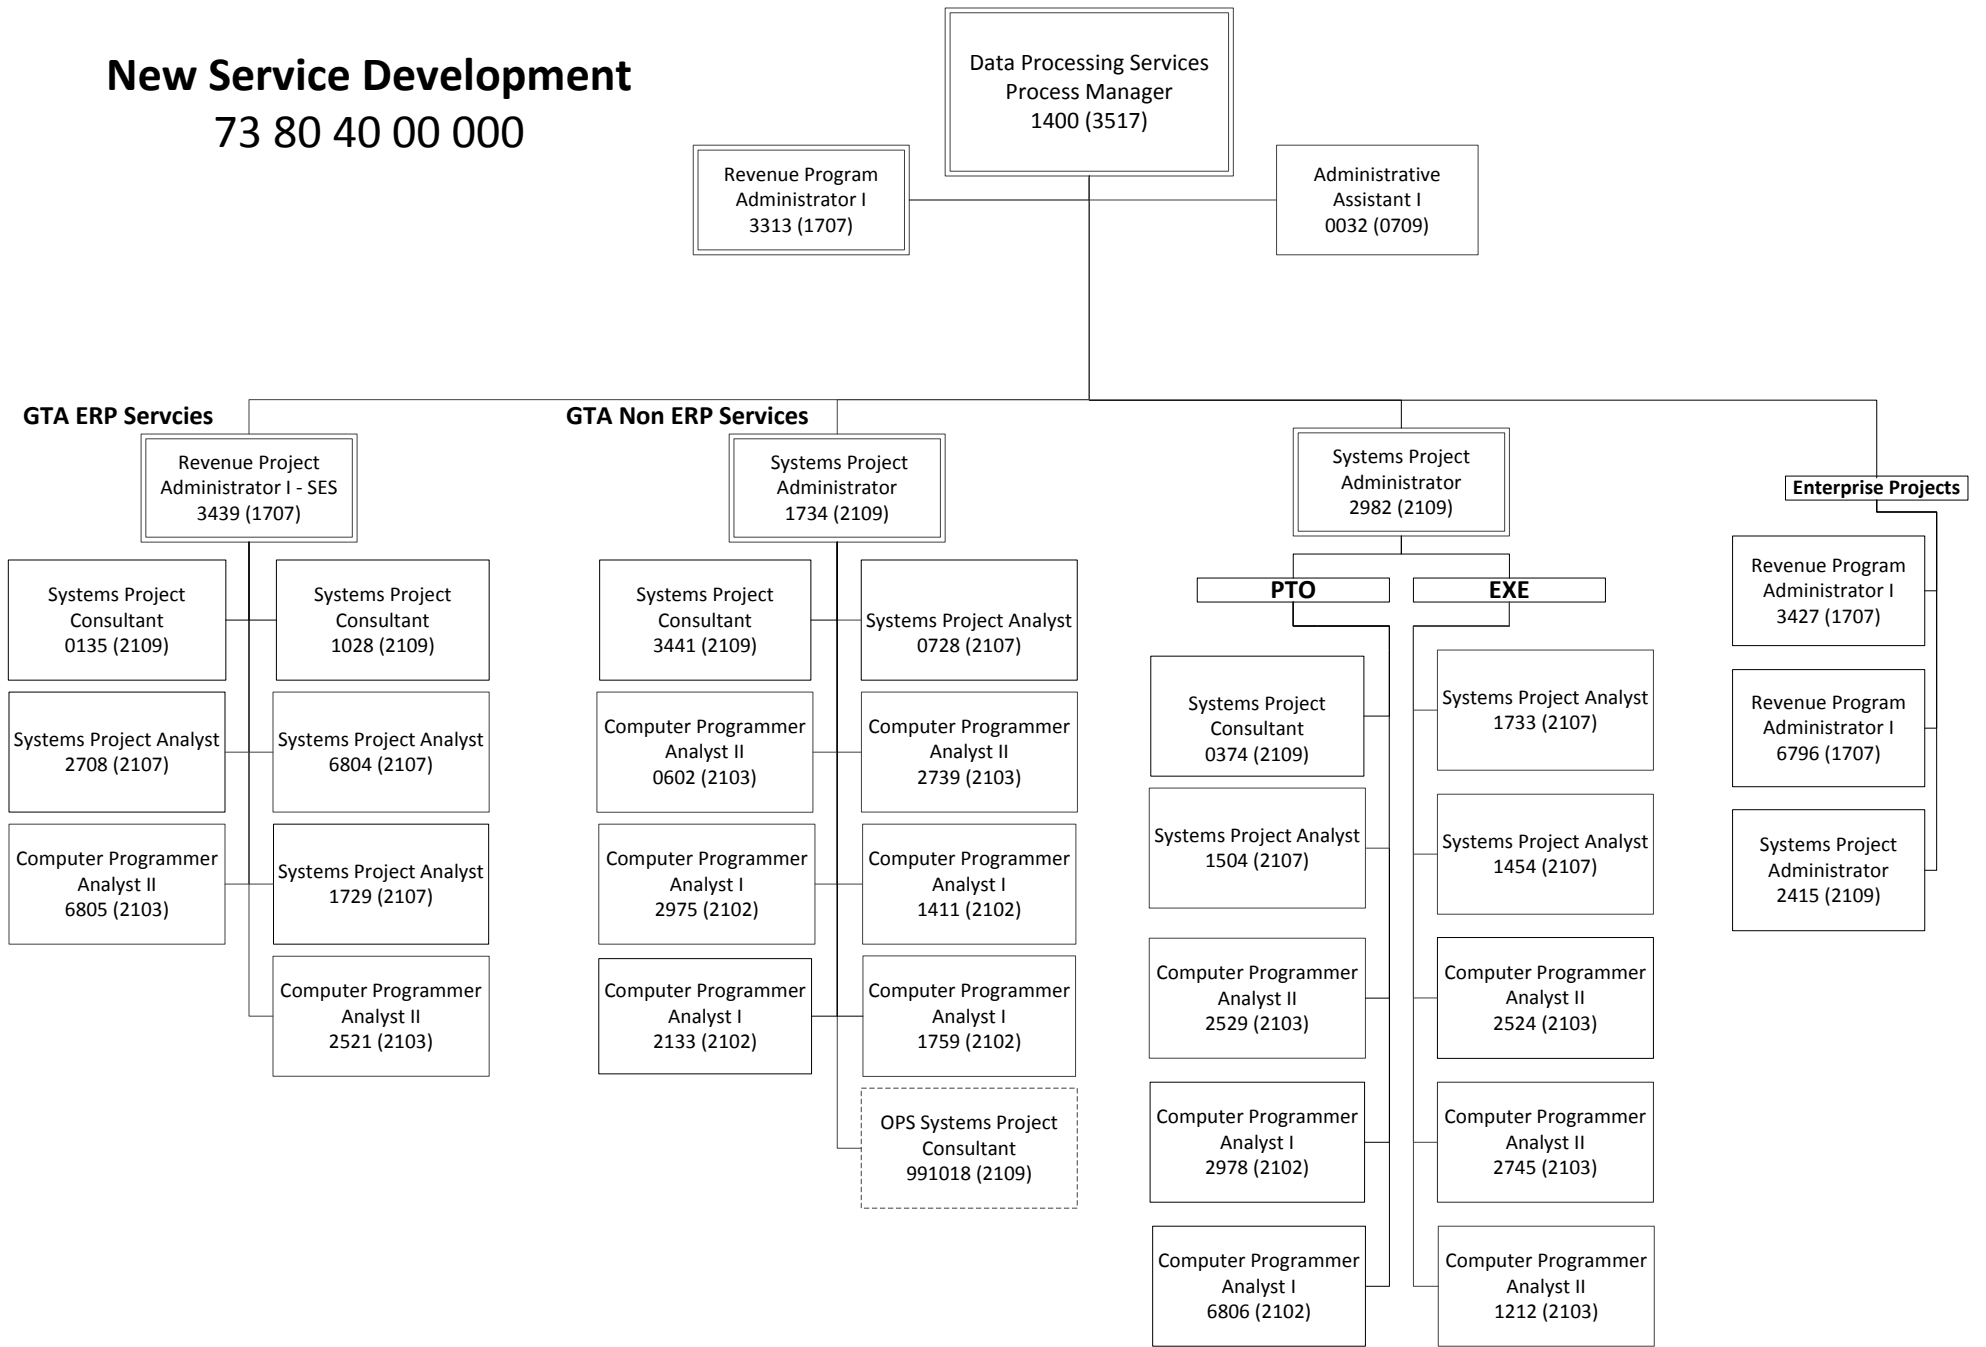 New Service Development
73 80 40 00 000
Data Processing Services
Process Manager
1400 (3517)
Revenue Program
Administrator I
3313 (1707)
Administrative
Assistant I
0032 (0709)
GTA ERP Servcies
Revenue Project
Administrator I - SES
3439 (1707)
Systems Project
Consultant
0135 (2109)
Systems Project
Consultant
1028 (2109)
Systems Project Analyst
2708 (2107)
Systems Project Analyst
6804 (2107)
Computer Programmer
Analyst II
6805 (2103)
Systems Project Analyst
1729 (2107)
Computer Programmer
Analyst II
2521 (2103)
GTA Non ERP Services
Systems Project
Administrator
1734 (2109)
Systems Project
Consultant
3441 (2109)
Systems Project Analyst
0728 (2107)
Computer Programmer
Analyst II
0602 (2103)
Computer Programmer
Analyst II
2739 (2103)
Computer Programmer
Analyst I
2975 (2102)
Computer Programmer
Analyst I
1411 (2102)
Computer Programmer
Analyst I
2133 (2102)
Computer Programmer
Analyst I
1759 (2102)
OPS Systems Project
Consultant
991018 (2109)
Systems Project
Administrator
2982 (2109)
PTO
Systems Project
Consultant
0374 (2109)
Systems Project Analyst
1504 (2107)
Computer Programmer
Analyst II
2529 (2103)
Computer Programmer
Analyst I
2978 (2102)
Computer Programmer
Analyst I
6806 (2102)
EXE
Systems Project Analyst
1733 (2107)
Systems Project Analyst
1454 (2107)
Computer Programmer
Analyst II
2524 (2103)
Computer Programmer
Analyst II
2745 (2103)
Computer Programmer
Analyst II
1212 (2103)
Enterprise Projects
Revenue Program
Administrator I
3427 (1707)
Revenue Program
Administrator I
6796 (1707)
Systems Project
Administrator
2415 (2109)